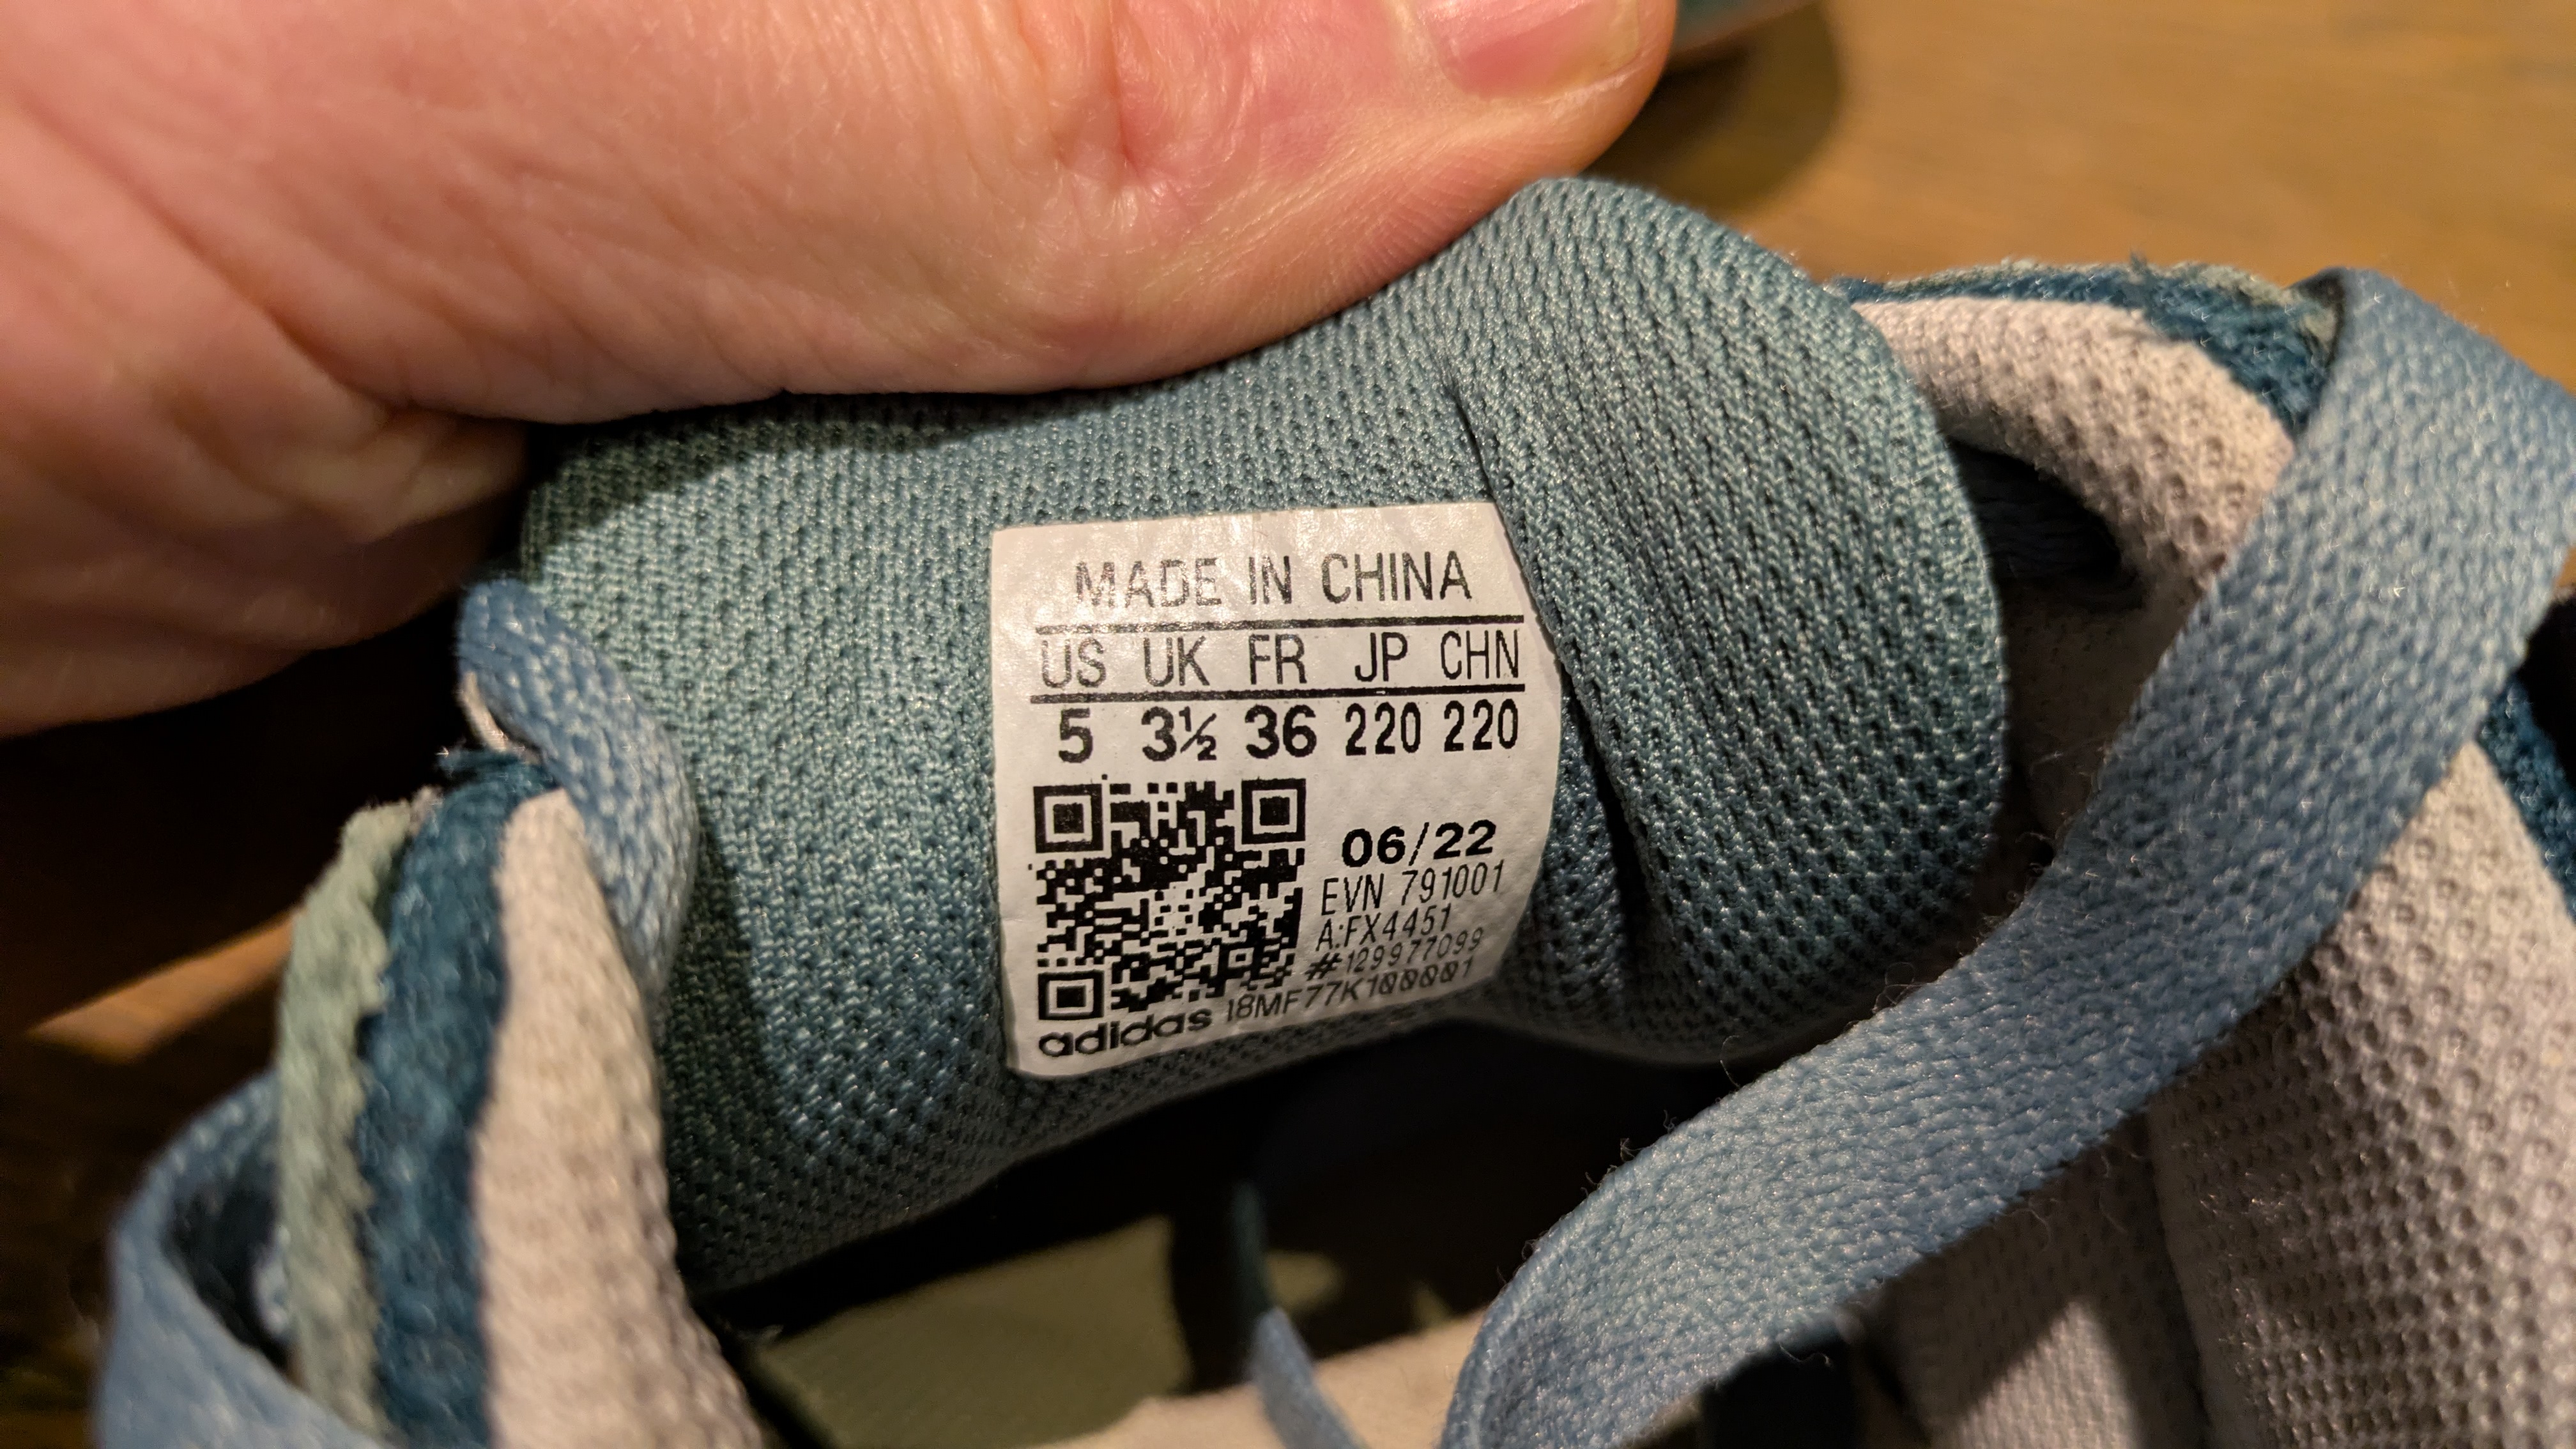 MADE IN CHINA
US UK FR JP CHN
5 3½ 36 220 220
06/22
EVN 791001
A:FX4451
#129977099
adidas I8MF77K100001